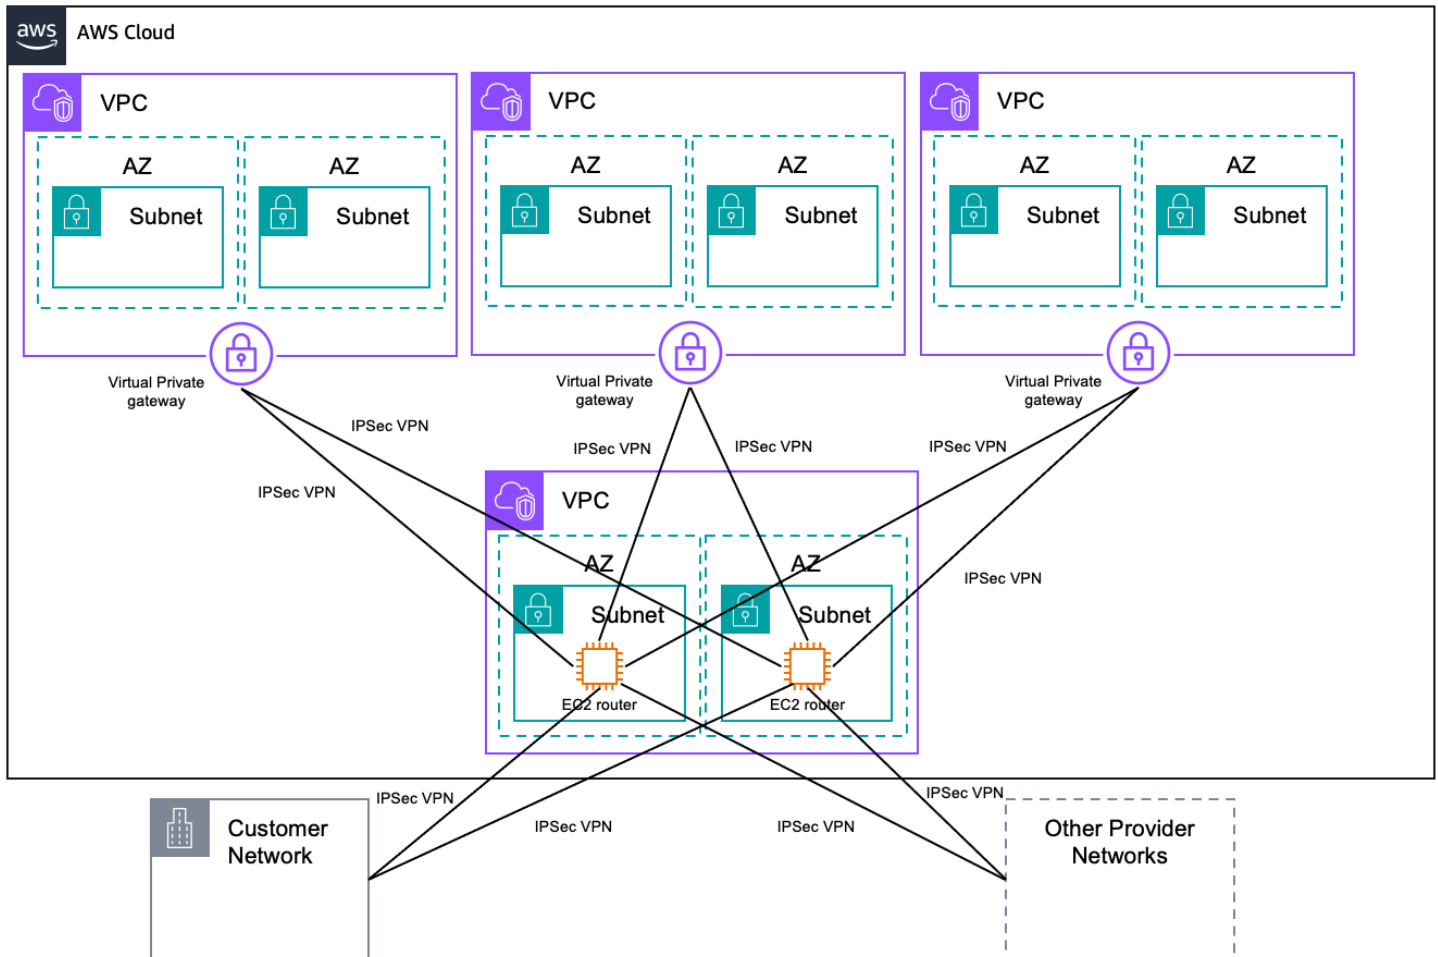 aws
AWS Cloud
VPC
VPC
VPC
AZ
AZ
AZ
AZ
AZ
AZ
Subnet
Subnet
Subnet
Subnet
Subnet
Subnet
Virtual Private
gateway
Virtual Private
gateway
Virtual Private
gateway
IPSec VPN
IPSec VPN
IPSec VPN
IPSec VPN
IPSec VPN
VPC
AZ
AZ
IPSec VPN
Subnet
Subnet
EC2 router
EC2 router
IPSec VPN
IPSec VPN
IPSec VPN
IPSec VPN
Customer
Network
Other Provider
Networks